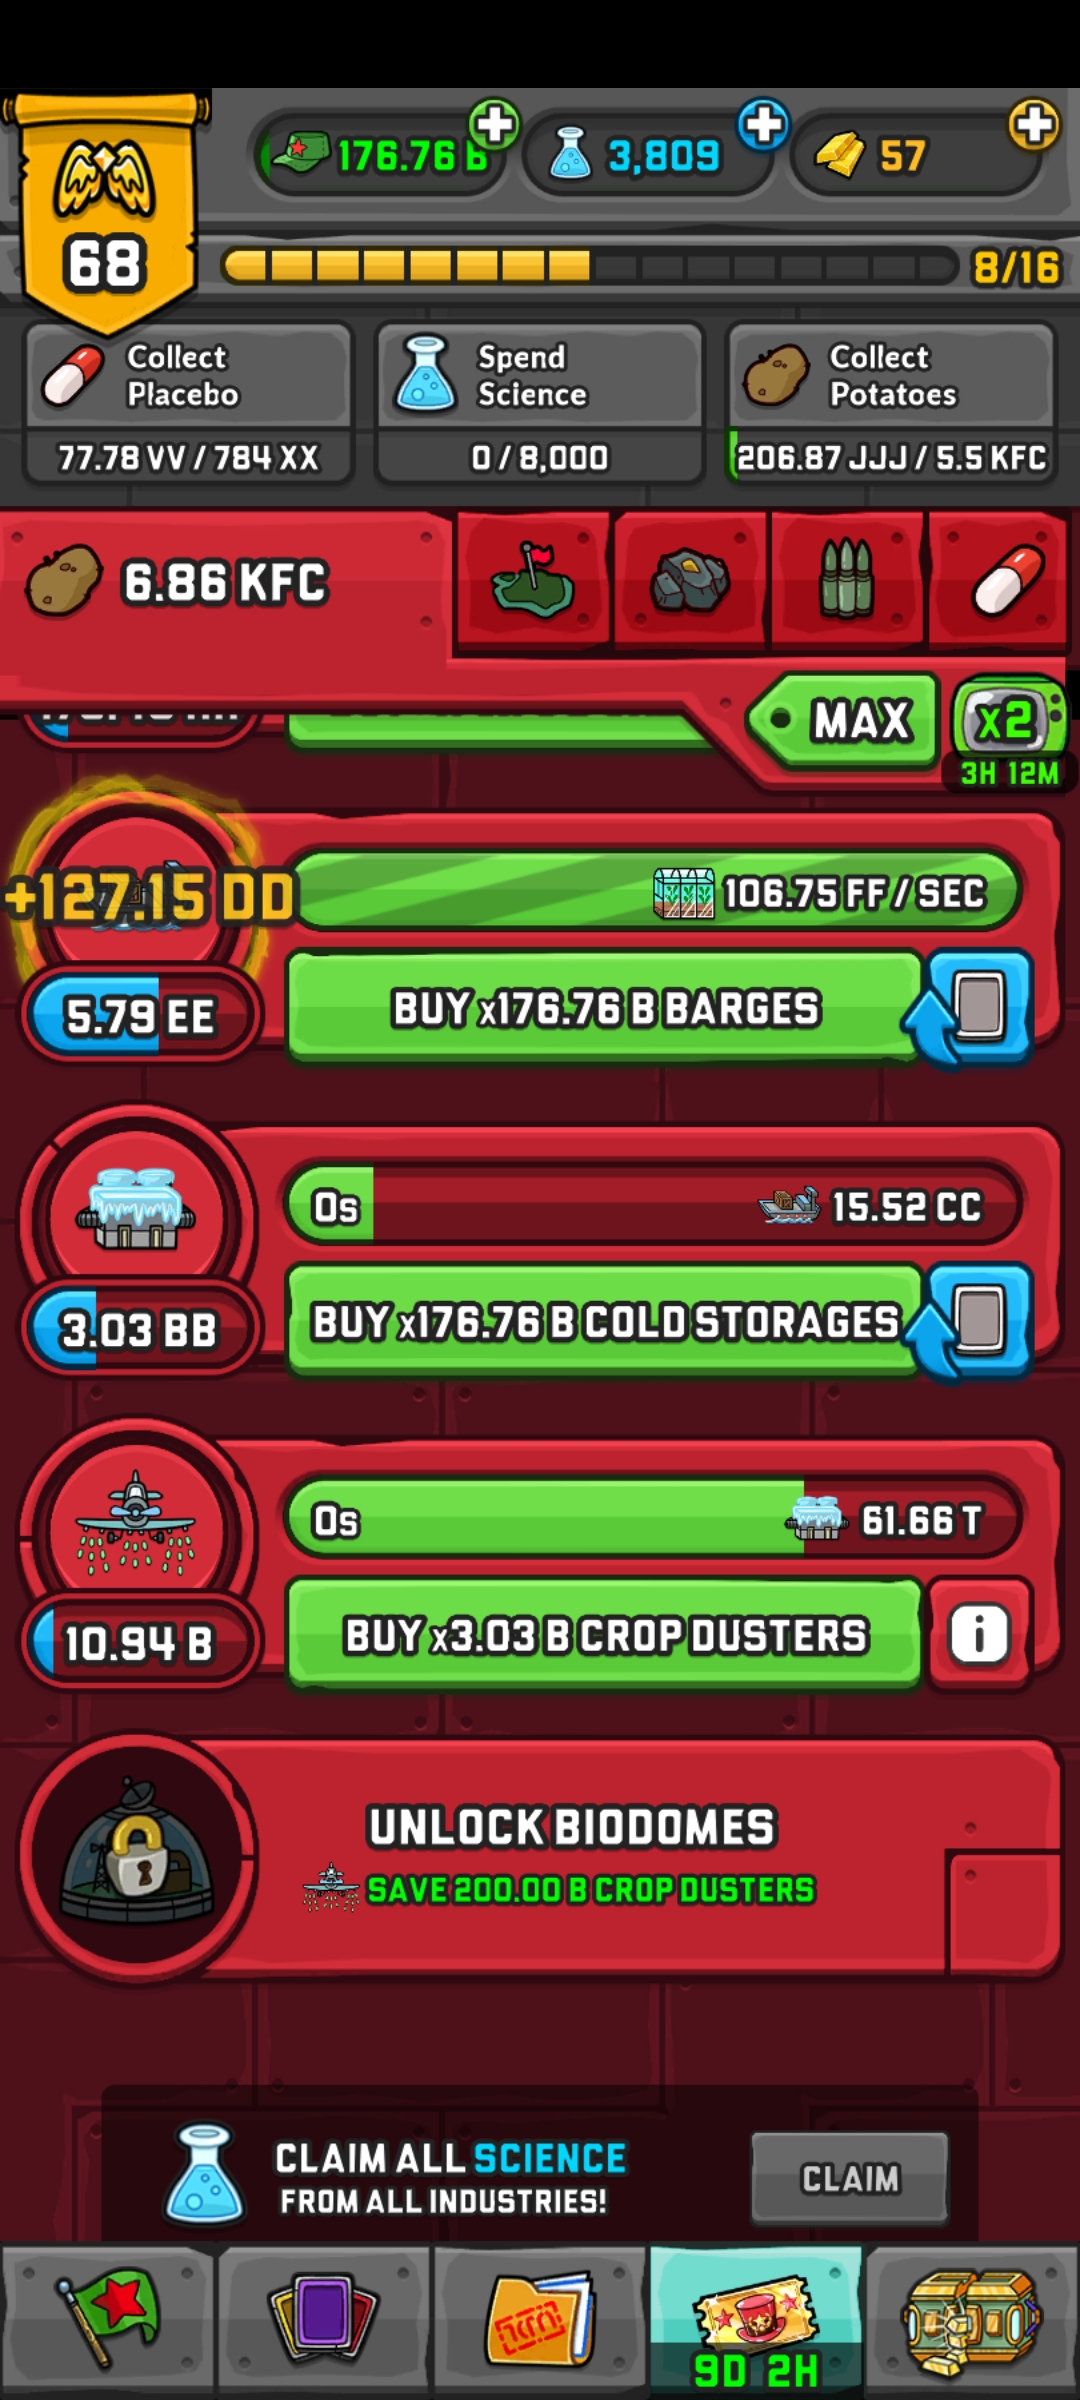 176.76 B
3,809
57
68
8/16
Collect
Placebo
77.78 VV / 784 XX
Spend
Science
0 / 8,000
Collect
Potatoes
206.87 JJJ / 5.5 KFC
6.86 KFC
MAX
x2
3H 12M
+127.15 DD
106.75 FF / SEC
5.79 EE
BUY x176.76 B BARGES
0s
15.52 CC
3.03 BB
BUY x176.76 B COLD STORAGES
0s
61.66 T
10.94 B
BUY x3.03 B CROP DUSTERS
i
UNLOCK BIODOMES
SAVE 200.00 B CROP DUSTERS
CLAIM ALL SCIENCE
FROM ALL INDUSTRIES!
CLAIM
9D 2H